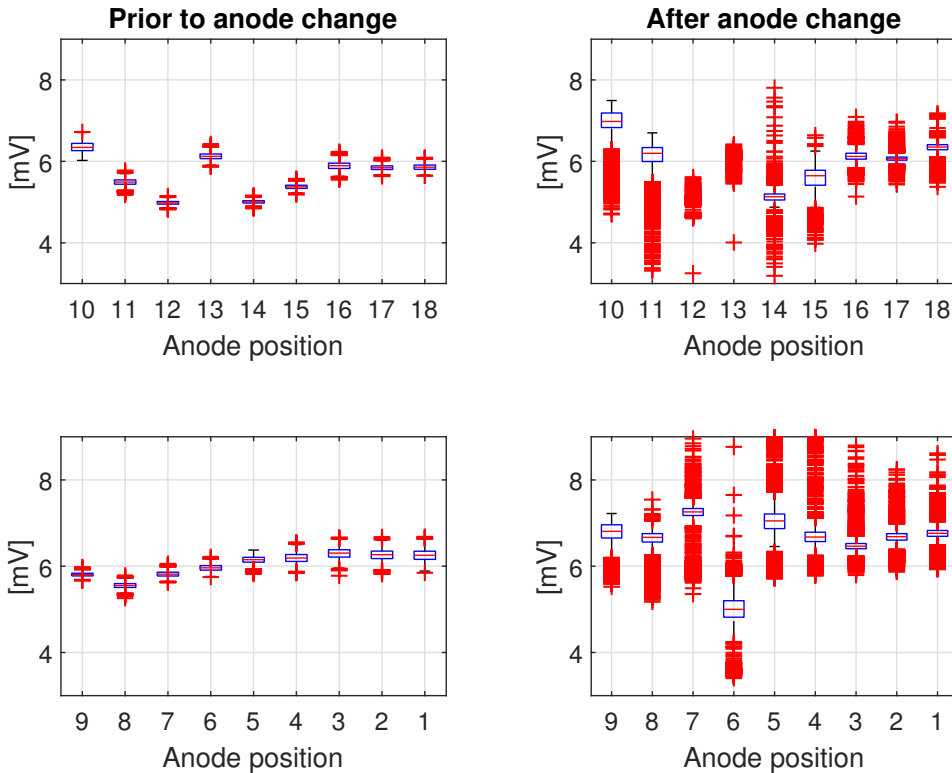 Prior to anode change
[mV]
8
6
4
10 11 12 13 14 15 16 17 18
Anode position
After anode change
[mV]
8
6
4
10 11 12 13 14 15 16 17 18
Anode position
[mV]
8
6
4
9 8 7 6 5 4 3 2 1
Anode position
[mV]
8
6
4
9 8 7 6 5 4 3 2 1
Anode position